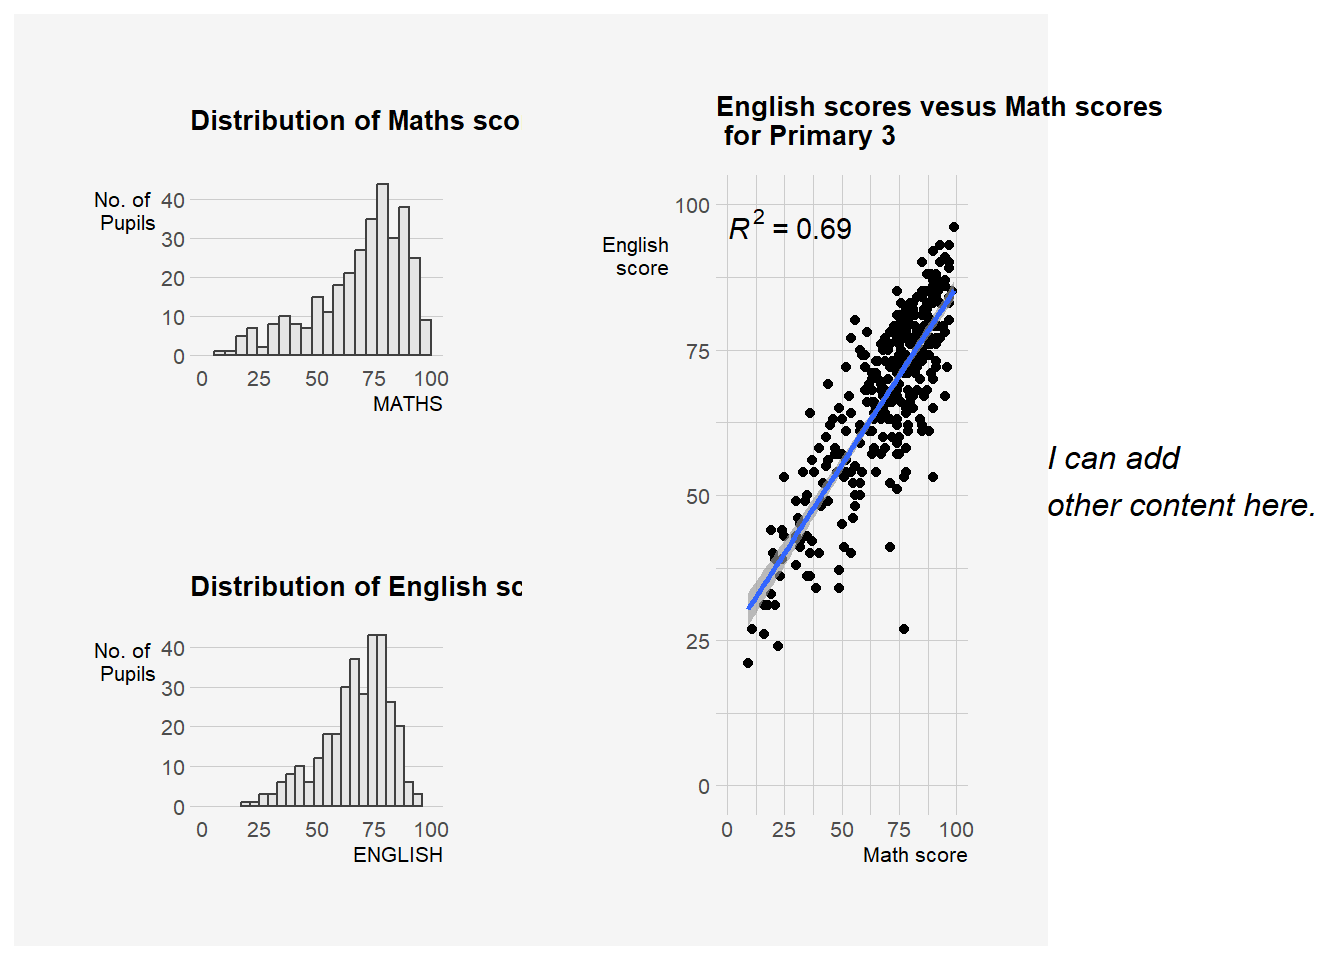 Distribution of Maths sco
No. of
Pupils
40
30
20
10
0
0 25 50 75 100
MATHS
Distribution of English sc
No. of
Pupils
40
30
20
10
0
0 25 50 75 100
ENGLISH
English scores vesus Math scores
for Primary 3
English
score
100
75
50
25
0
R² = 0.69
0 25 50 75 100
Math score
I can add
other content here.